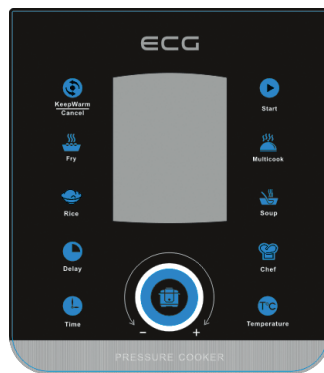 ECG
KeepWarm
Cancel
Start
Fry
Multicook
Rice
Soup
Delay
Chef
Time
T°C
Temperature
- +
PRESSURE COOKER